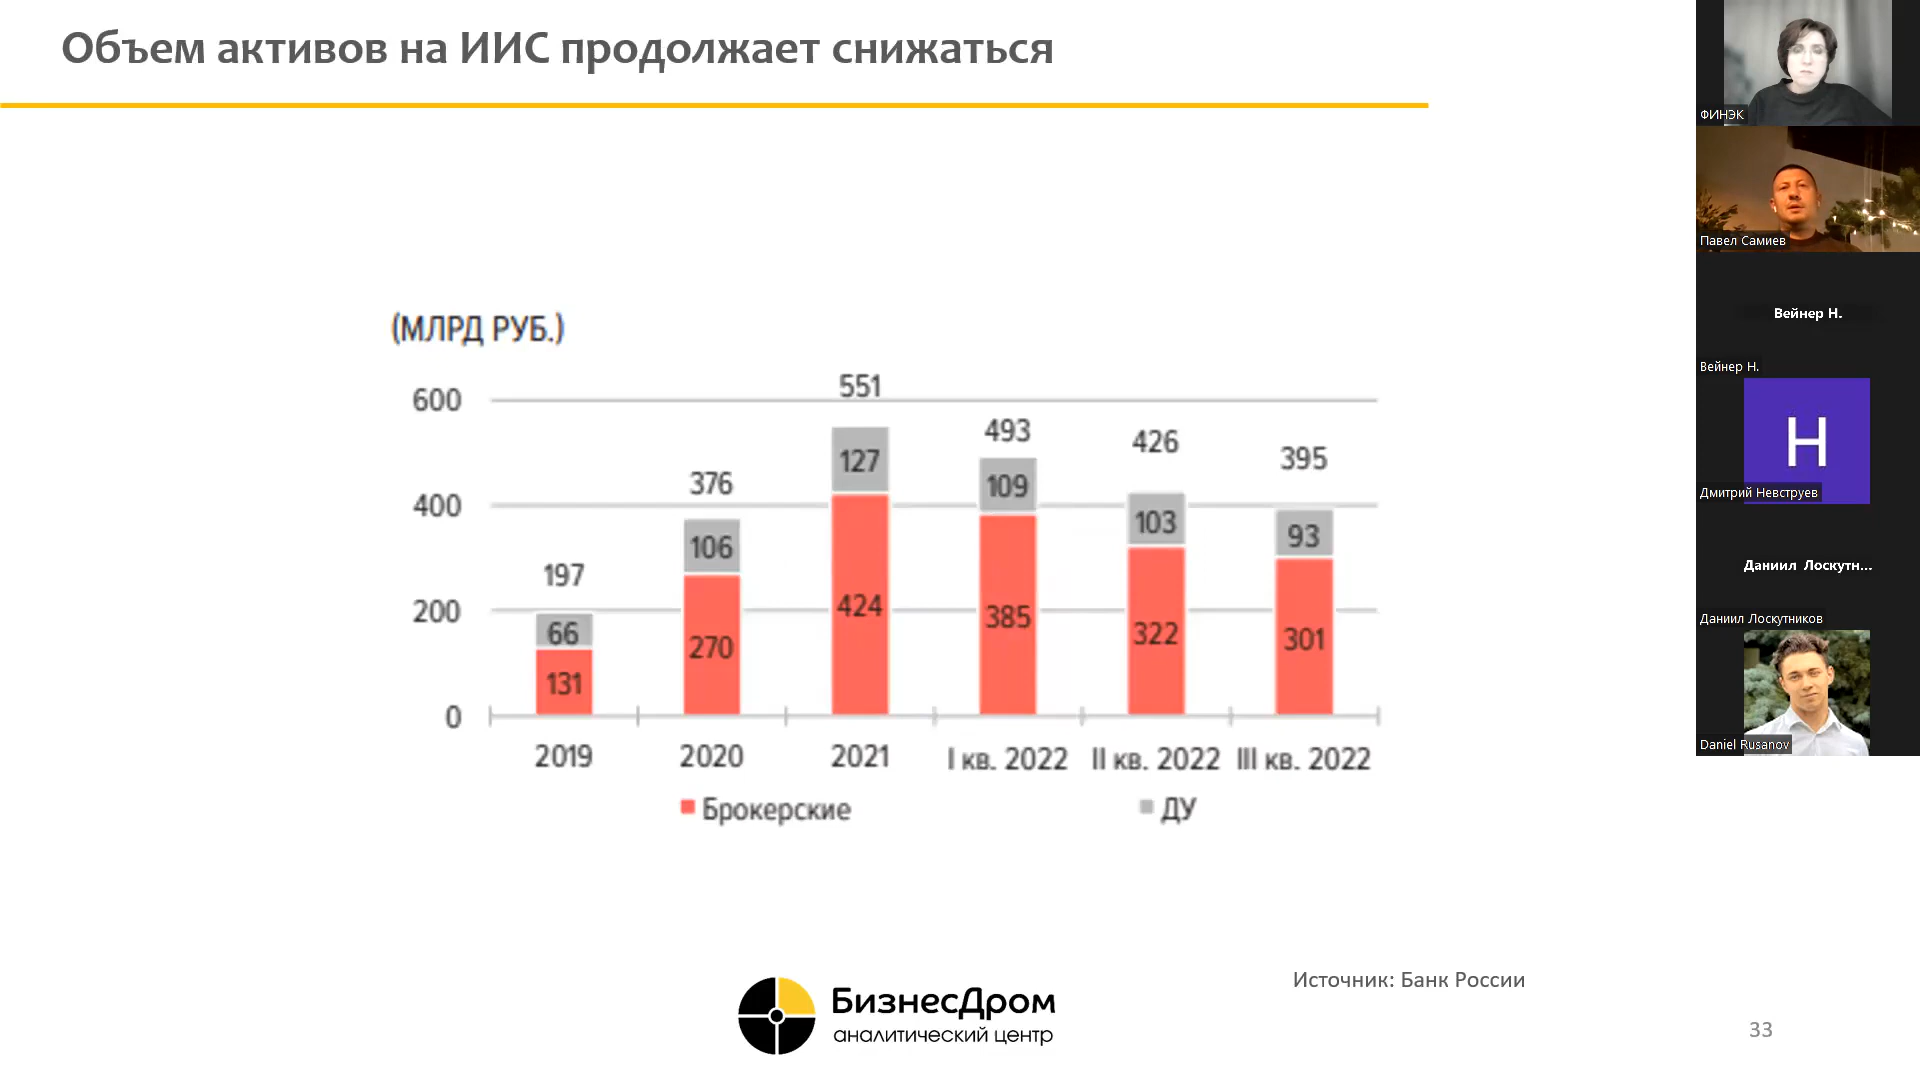 Объем активов на ИИС продолжает снижаться
(МЛРД РУБ.)
600
400
200
0
197
66
131
376
106
270
551
127
424
493
109
385
426
103
322
395
93
301
2019
2020
2021
I кв. 2022
II кв. 2022
III кв. 2022
Брокерские
ДУ
Источник: Банк России
БизнесДром
аналитический центр
33
ФИНЭК
Павел Самиев
Вейнер Н.
Вейнер Н.
Н
Дмитрий Невструев
Даниил Лоскутн...
Даниил Лоскутников
Daniel Rusanov